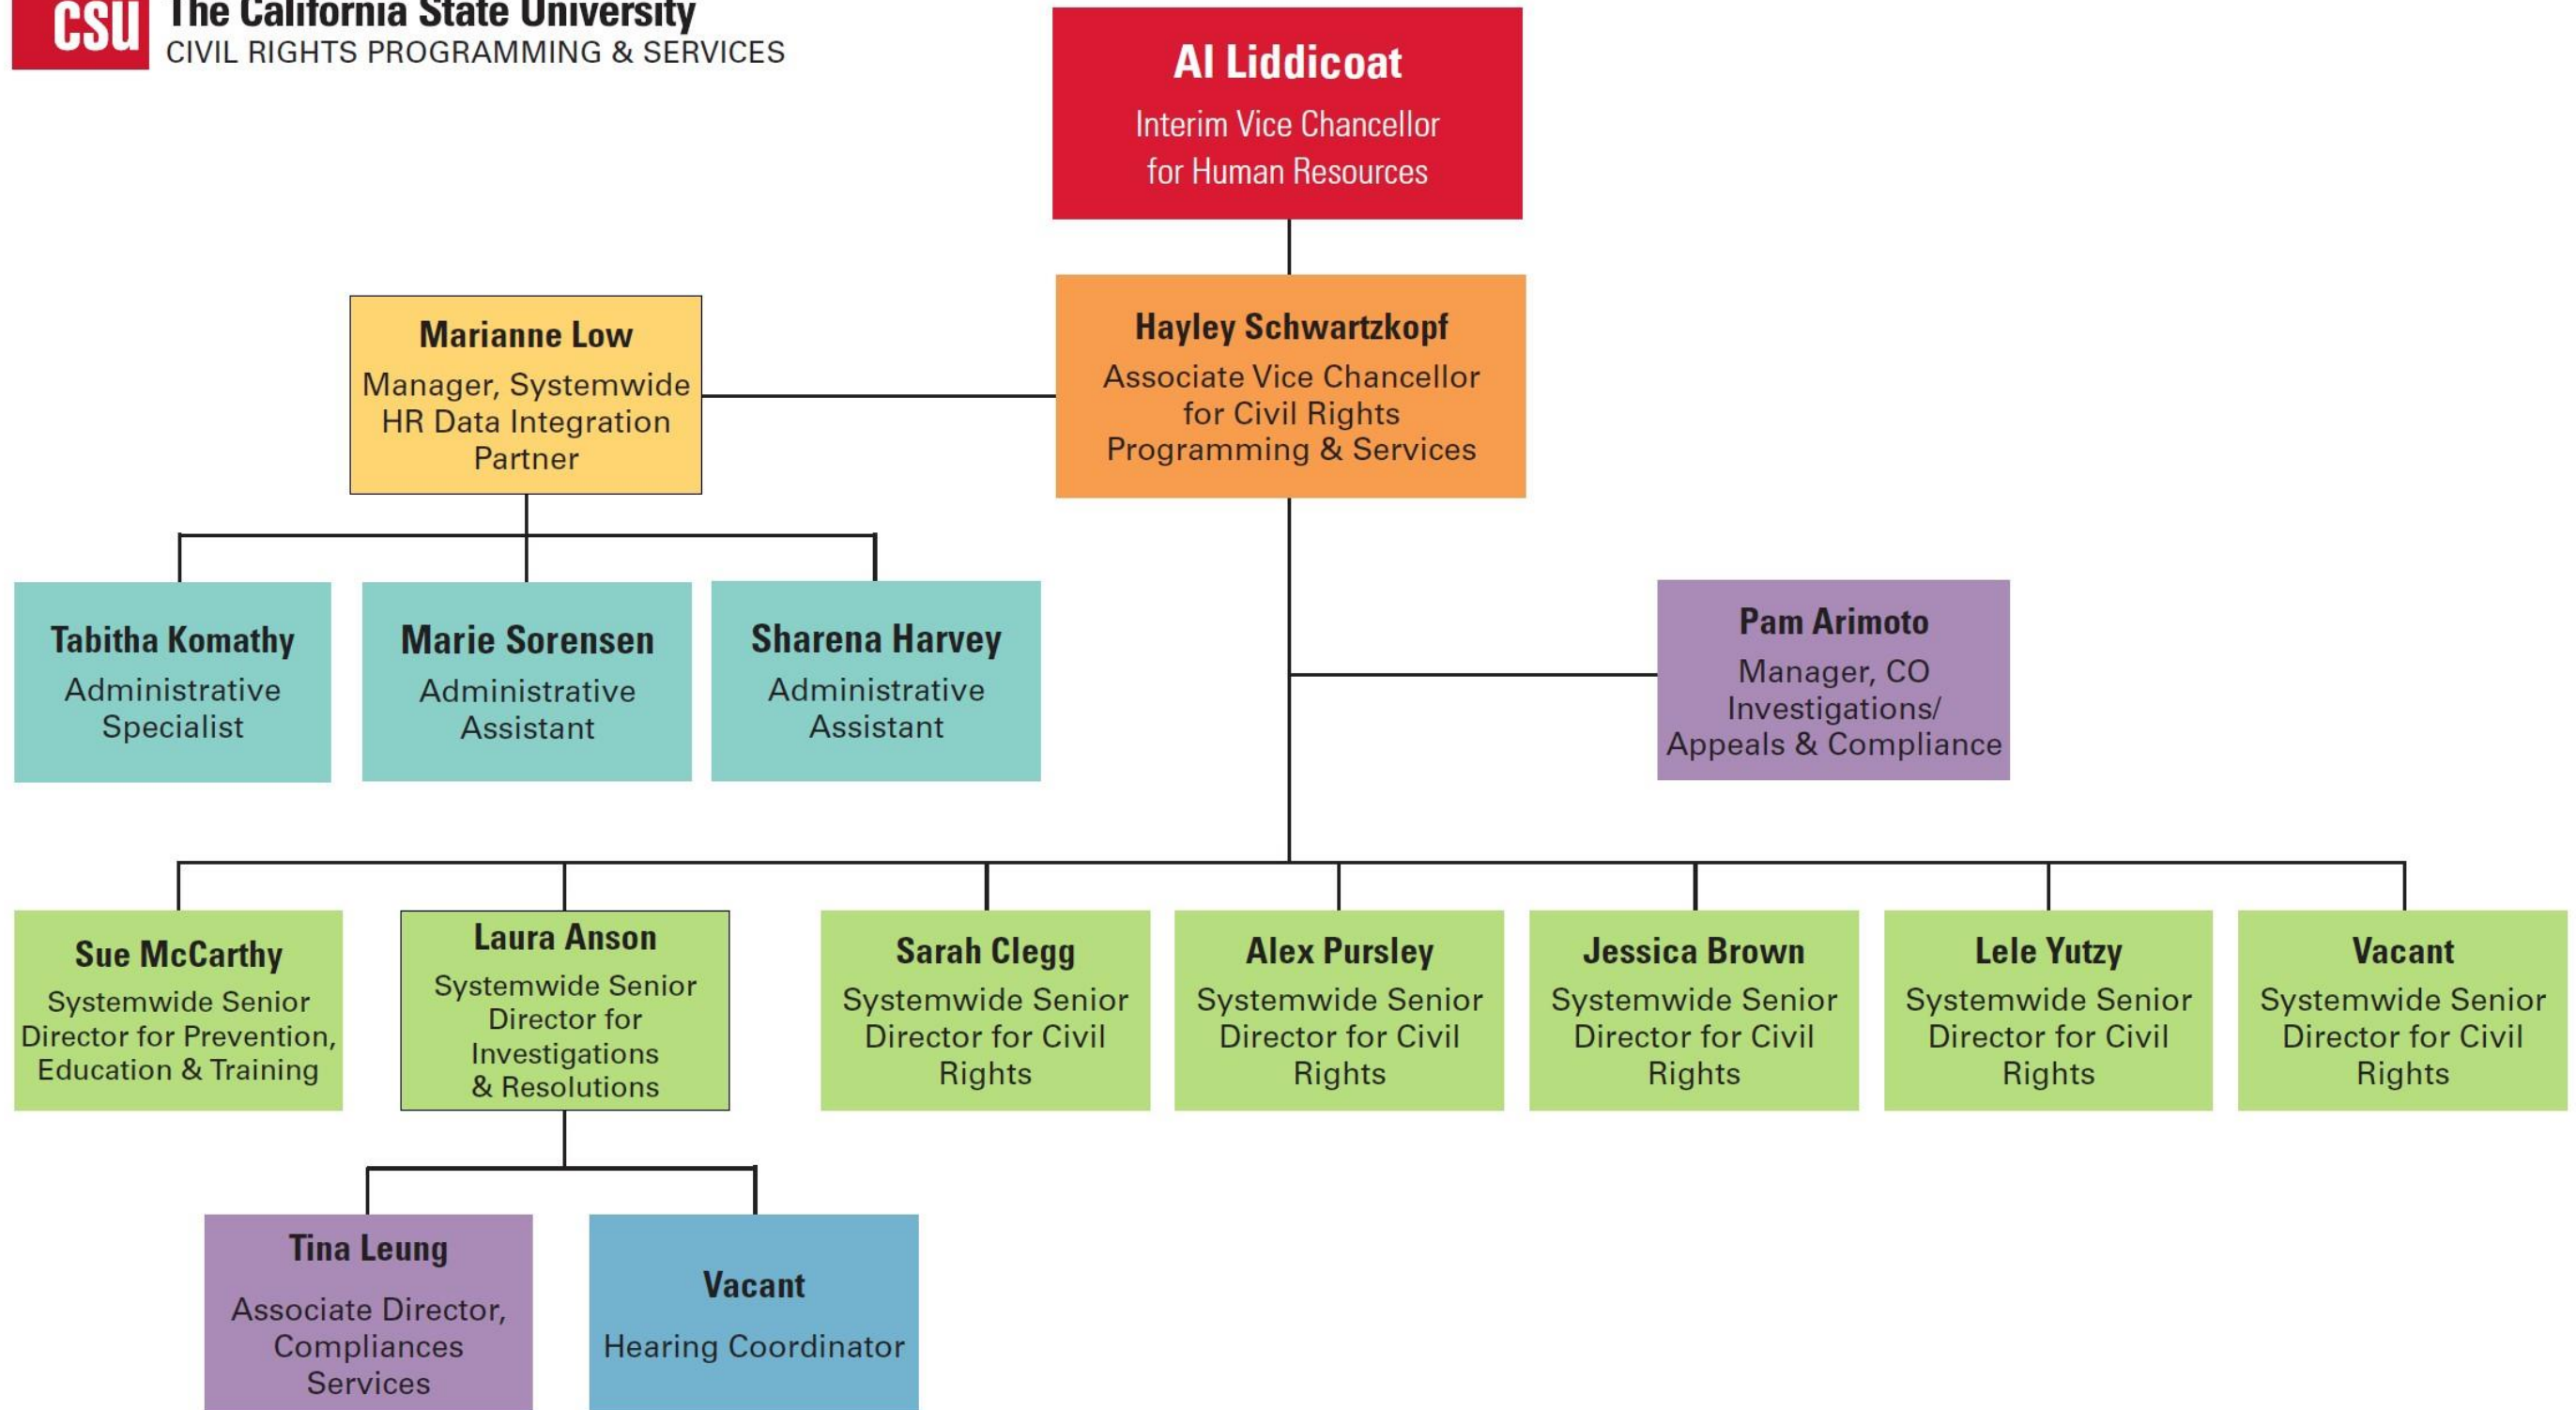 CSU
The California State University
CIVIL RIGHTS PROGRAMMING & SERVICES
Al Liddicoat
Interim Vice Chancellor
for Human Resources
Marianne Low
Manager, Systemwide
HR Data Integration
Partner
Hayley Schwartzkopf
Associate Vice Chancellor
for Civil Rights
Programming & Services
Tabitha Komathy
Administrative
Specialist
Marie Sorensen
Administrative
Assistant
Sharena Harvey
Administrative
Assistant
Pam Arimoto
Manager, CO
Investigations/
Appeals & Compliance
Sue McCarthy
Systemwide Senior
Director for Prevention,
Education & Training
Laura Anson
Systemwide Senior
Director for
Investigations
& Resolutions
Sarah Clegg
Systemwide Senior
Director for Civil
Rights
Alex Pursley
Systemwide Senior
Director for Civil
Rights
Jessica Brown
Systemwide Senior
Director for Civil
Rights
Lele Yutzy
Systemwide Senior
Director for Civil
Rights
Vacant
Systemwide Senior
Director for Civil
Rights
Tina Leung
Associate Director,
Compliances
Services
Vacant
Hearing Coordinator